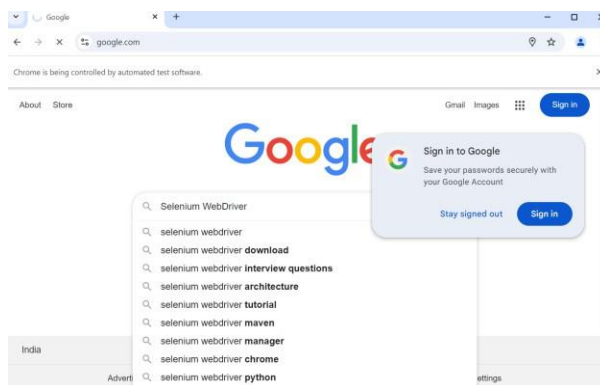 Google
google.com
Chrome is being controlled by automated test software.
About Store
Gmail Images
Sign in
Google
Sign in to Google
Save your passwords securely with
your Google Account
Stay signed out
Sign in
Selenium WebDriver
selenium webdriver
selenium webdriver download
selenium webdriver interview questions
selenium webdriver architecture
selenium webdriver tutorial
selenium webdriver maven
selenium webdriver manager
selenium webdriver chrome
selenium webdriver python
India
Adverti
ettings